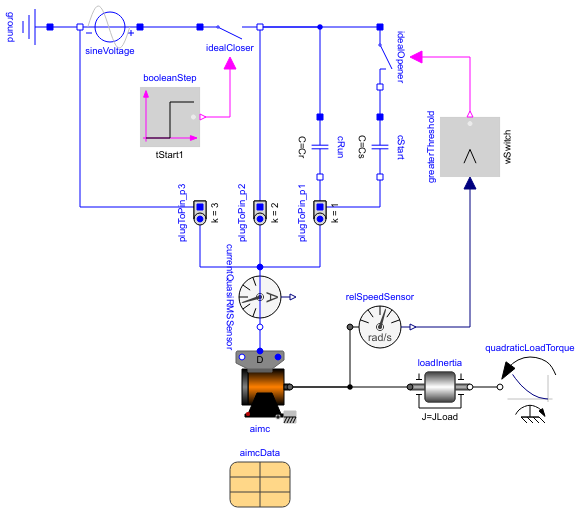 ground
sineVoltage
- +
idealCloser
idealOpener
booleanStep
tStart1
C=Cr
cRun
C=Cs
cStart
greaterThreshold
wSwitch
plugToPin_p3
k = 3
plugToPin_p2
k = 2
plugToPin_p1
k = 1
currentQuasiRMSSensor
A
relSpeedSensor
rad/s
D
aimc
loadInertia
J=JLoad
quadraticLoadTorque
aimcData